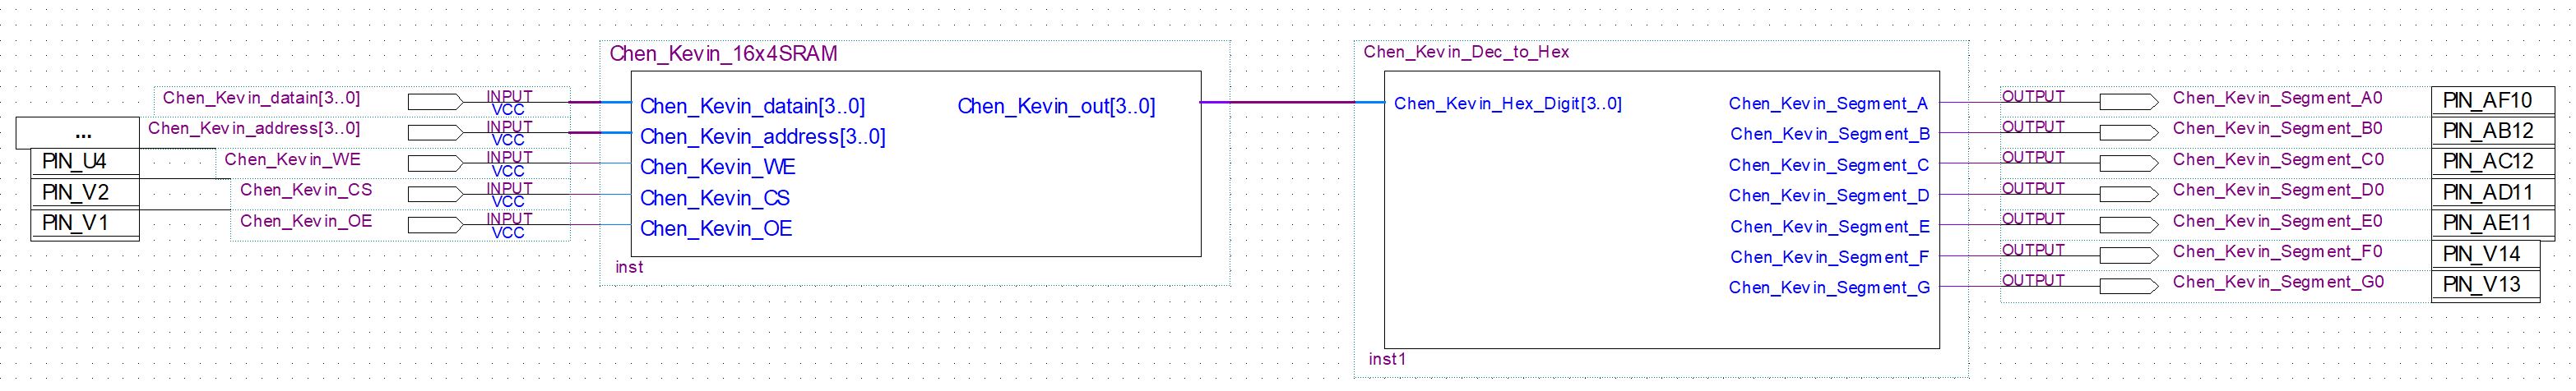 Chen_Kevin_16x4SRAM
Chen_Kevin_Dec_to_Hex
Chen_Kevin_datain[3..0]
INPUT
VCC
Chen_Kevin_datain[3..0]
Chen_Kevin_out[3..0]
Chen_Kevin_Hex_Digit[3..0]
Chen_Kevin_Segment_A
OUTPUT
Chen_Kevin_Segment_A0
PIN_AF10
...
Chen_Kevin_address[3..0]
INPUT
VCC
Chen_Kevin_address[3..0]
Chen_Kevin_Segment_B
OUTPUT
Chen_Kevin_Segment_B0
PIN_AB12
PIN_U4
Chen_Kevin_WE
INPUT
VCC
Chen_Kevin_WE
Chen_Kevin_Segment_C
OUTPUT
Chen_Kevin_Segment_C0
PIN_AC12
PIN_V2
Chen_Kevin_CS
INPUT
VCC
Chen_Kevin_CS
Chen_Kevin_Segment_D
OUTPUT
Chen_Kevin_Segment_D0
PIN_AD11
PIN_V1
Chen_Kevin_OE
INPUT
VCC
Chen_Kevin_OE
Chen_Kevin_Segment_E
OUTPUT
Chen_Kevin_Segment_E0
PIN_AE11
Chen_Kevin_Segment_F
OUTPUT
Chen_Kevin_Segment_F0
PIN_V14
inst
Chen_Kevin_Segment_G
OUTPUT
Chen_Kevin_Segment_G0
PIN_V13
inst1